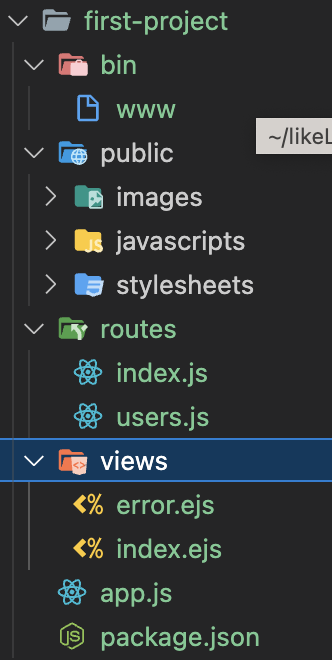 first-project
bin
www
~/likeL
public
images
javascripts
stylesheets
routes
index.js
users.js
views
error.ejs
index.ejs
app.js
package.json